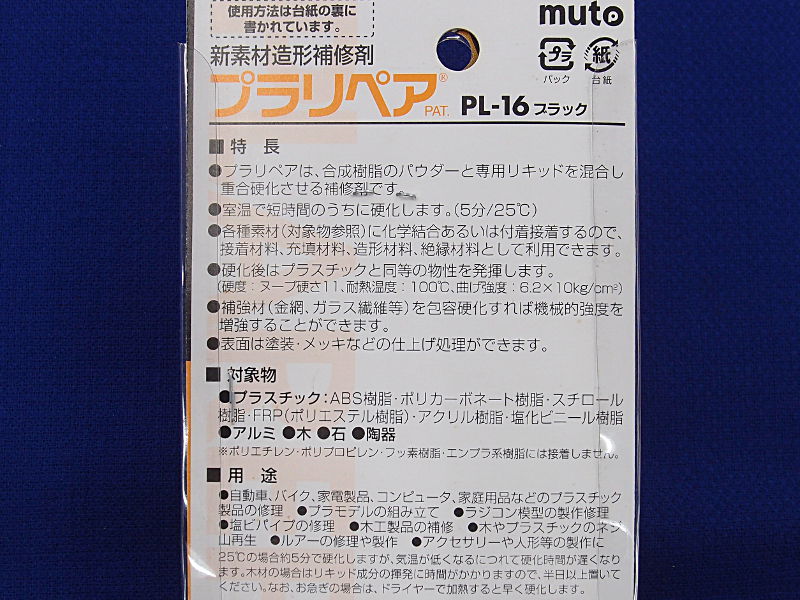 使用方法は台紙の裏に
書かれています。
muto
プラ
パック
紙
台紙
新素材造形補修剤
プラリペア®
PAT. PL-16 ブラック
■特長
●プラリペアは、合成樹脂のパウダーと専用リキッドを混合し
重合硬化させる補修剤です。
●室温で短時間のうちに硬化します。(5分/25℃)
●各種素材(対象物参照)に化学結合あるいは付着接着するので、
接着材料、充填材料、造形材料、絶縁材料として利用できます。
●硬化後はプラスチックと同等の物性を発揮します。
(硬度:ヌープ硬さ11、耐熱湿度:100℃、曲げ強度:6.2×10kg/cm²)
●補強材(金網、ガラス繊維等)を包容硬化すれば機械的強度を
増強することができます。
●表面は塗装・メッキなどの仕上げ処理ができます。
■対象物
●プラスチック:ABS樹脂・ポリカーボネート樹脂・スチロール
樹脂・FRP(ポリエステル樹脂)・アクリル樹脂・塩化ビニール樹脂
●アルミ ●木 ●石 ●陶器
※ポリエチレン・ポリプロピレン・フッ素樹脂・エンプラ系樹脂には接着しません。
■用途
●自動車、バイク、家電製品、コンピュータ、家庭用品などのプラスチック
製品の修理 ●プラモデルの組み立て ●ラジコン模型の製作修理
●塩ビパイプの修理 ●木工製品の補修 ●木やプラスチックのネジ
山再生 ●ルアーの修理や製作 ●アクセサリーや人形等の製作に
25℃の場合約5分で硬化しますが、気温が低くなるにつれて硬化時間が遅くなり
ます。木材の場合はリキッド成分の揮発に時間がかかりますので、半日以上置いて
ください。なお、お急ぎの場合は、ドライヤーで加熱すると早く硬化します。